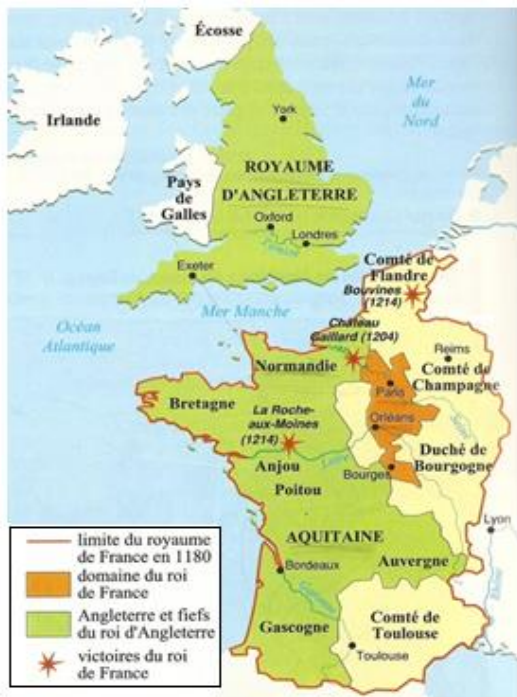 Écosse
Mer
du
Nord
Irlande
York
ROYAUME
D'ANGLETERRE
Pays
de
Galles
Oxford
Londres
Tamise
Exeter
Comté de
Flandre
Bouvines
(1214)
Mer Manche
Océan
Atlantique
Château
Gaillard (1204)
Reims
Normandie
Comté de
Champagne
Paris
Bretagne
La Roche-
aux-Moines
(1214)
Orléans
Loire
Duché de
Bourgogne
Anjou
Bourges
Poitou
Lyon
AQUITAINE
Auvergne
Bordeaux
Rhône
Gascogne
Comté de
Toulouse
Toulouse
limite du royaume
de France en 1180
domaine du roi
de France
Angleterre et fiefs
du roi d'Angleterre
victoires du roi
de France